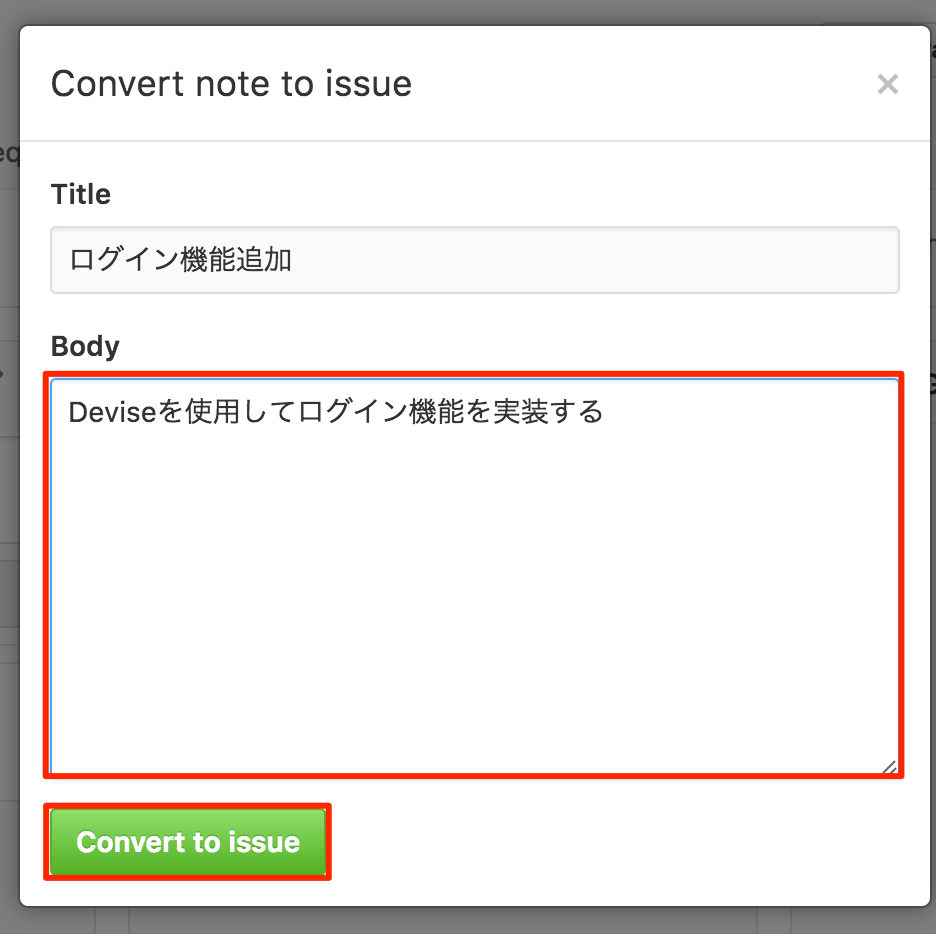 Convert note to issue
×
Title
ログイン機能追加
Body
Deviseを使用してログイン機能を実装する
Convert to issue